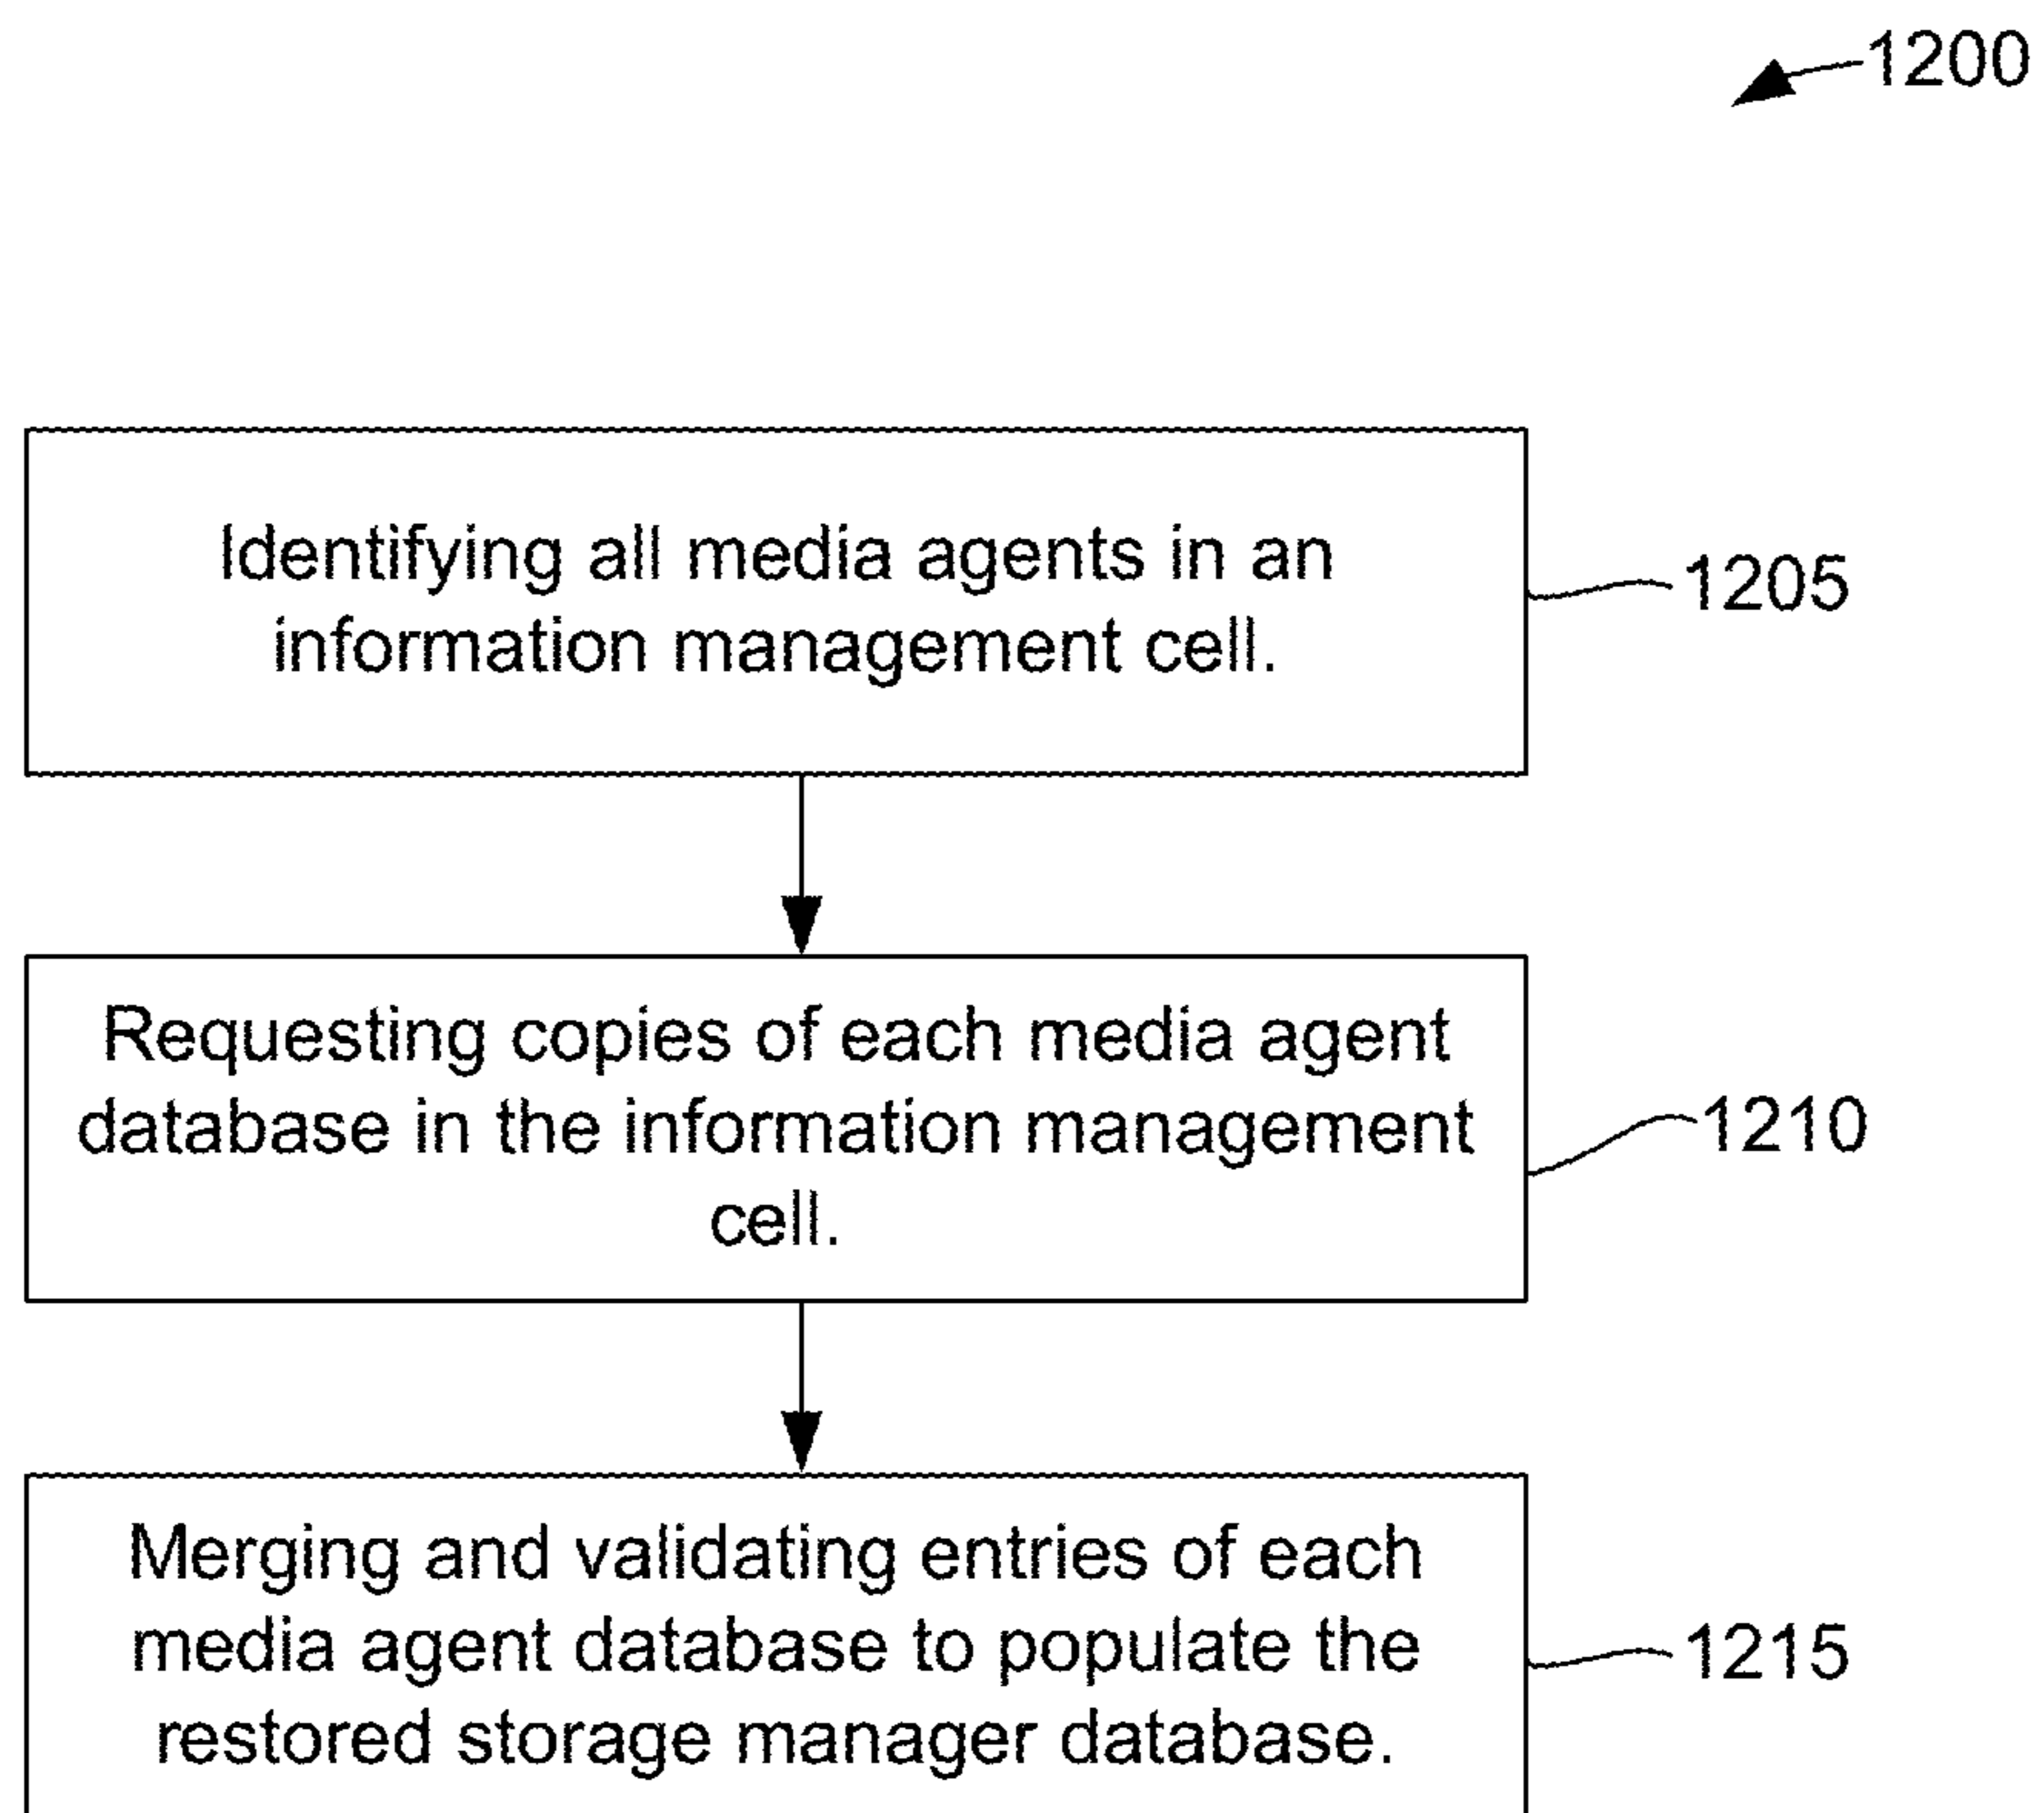 1200
Identifying all media agents in an
information management cell.
1205
Requesting copies of each media agent
database in the information management
cell.
1210
Merging and validating entries of each
media agent database to populate the
restored storage manager database.
1215